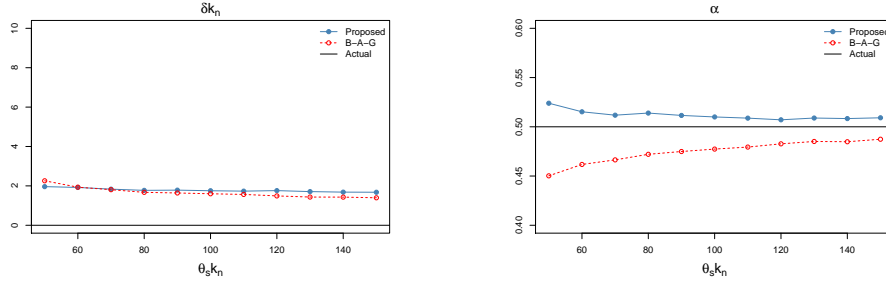 δk_n
10
8
6
4
2
0
60 80 100 120 140
θ_sk_n
Proposed
B−A−G
Actual
α
0.60
0.55
0.50
0.45
0.40
60 80 100 120 140
θ_sk_n
Proposed
B−A−G
Actual